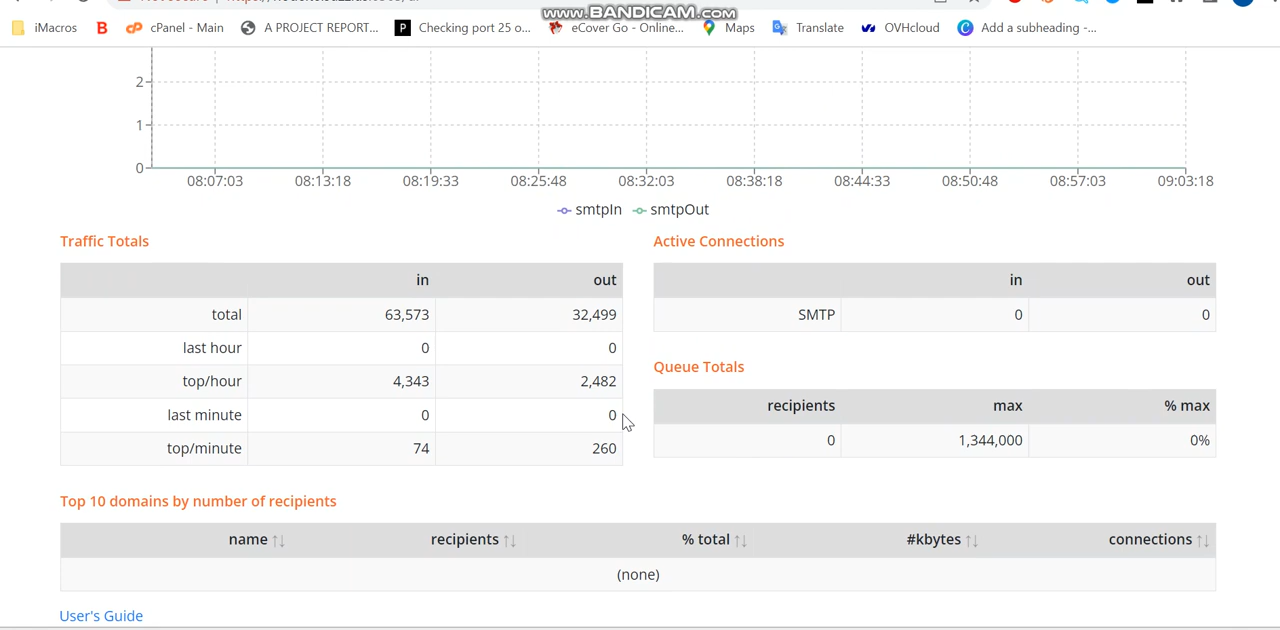 www.BANDICAM.com
iMacros B cPanel - Main A PROJECT REPORT... P Checking port 25 o... eCover Go - Online... Maps Translate OVHcloud Add a subheading -...
2
1
0
08:07:03 08:13:18 08:19:33 08:25:48 08:32:03 08:38:18 08:44:33 08:50:48 08:57:03 09:03:18
smtpIn smtpOut
Traffic Totals
in out
total 63,573 32,499
last hour 0 0
top/hour 4,343 2,482
last minute 0 0
top/minute 74 260
Active Connections
in out
SMTP 0 0
Queue Totals
recipients max % max
0 1,344,000 0%
Top 10 domains by number of recipients
name recipients % total #kbytes connections
(none)
User's Guide